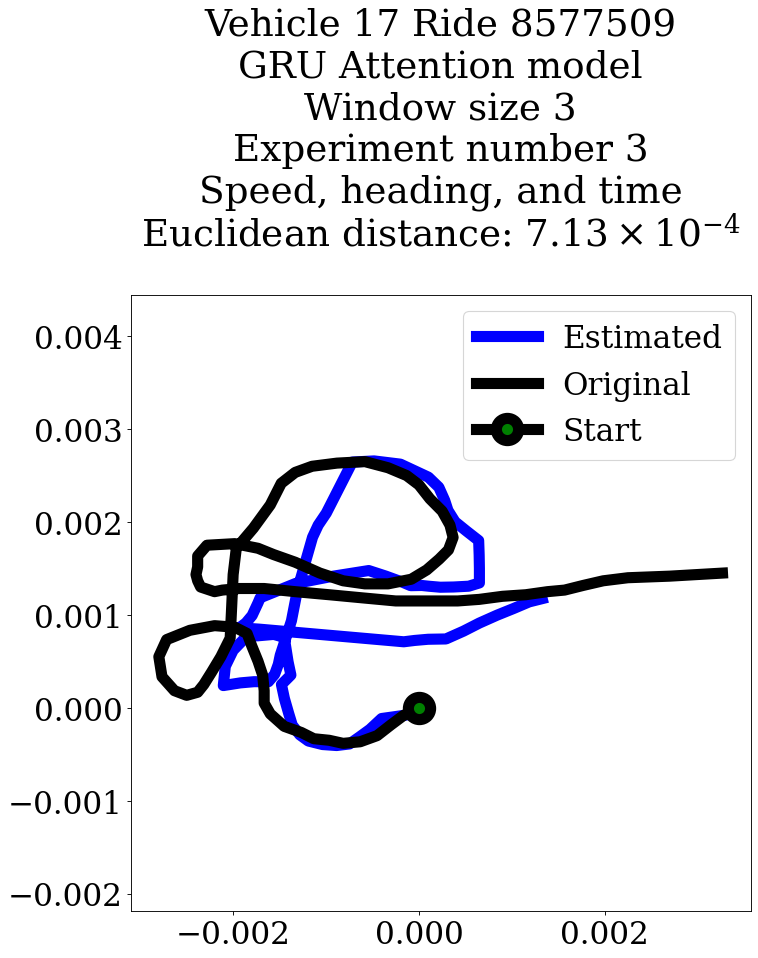 Vehicle 17 Ride 8577509
GRU Attention model
Window size 3
Experiment number 3
Speed, heading, and time
Euclidean distance: 7.13 × 10⁻⁴
Estimated
Original
Start
0.004
0.003
0.002
0.001
0.000
−0.001
−0.002
−0.002 0.000 0.002